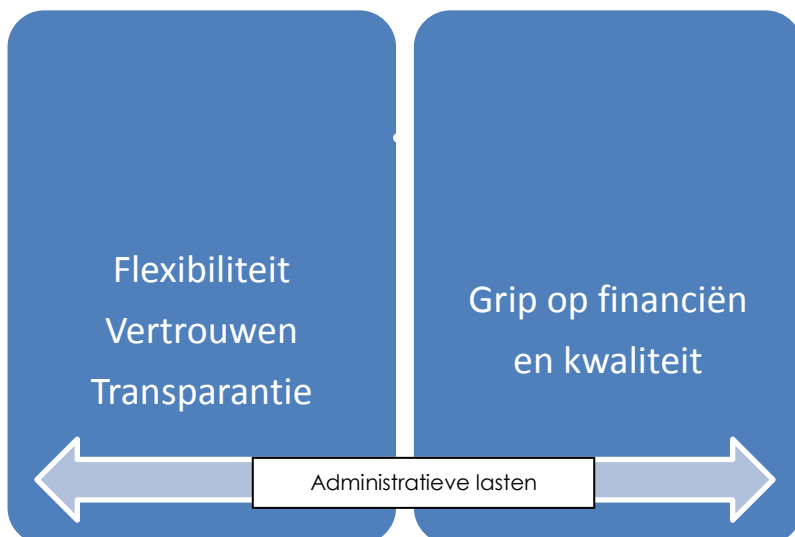 Flexibiliteit
Vertrouwen
Transparantie
Grip op financiën
en kwaliteit
Administratieve lasten